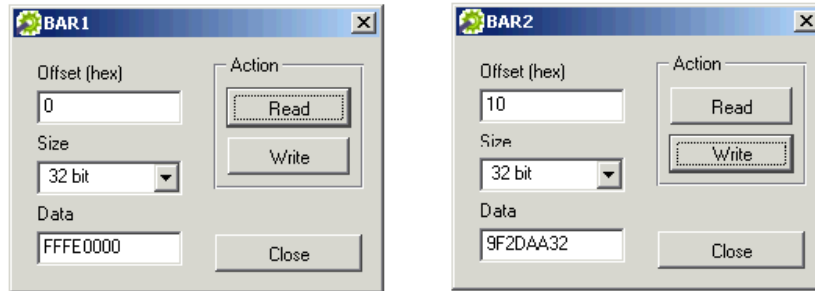 BAR1
Offset (hex)
0
Size
32 bit
Data
FFFE0000
Action
Read
Write
Close
BAR2
Offset (hex)
10
Size
32 bit
Data
9F2DAA32
Action
Read
Write
Close